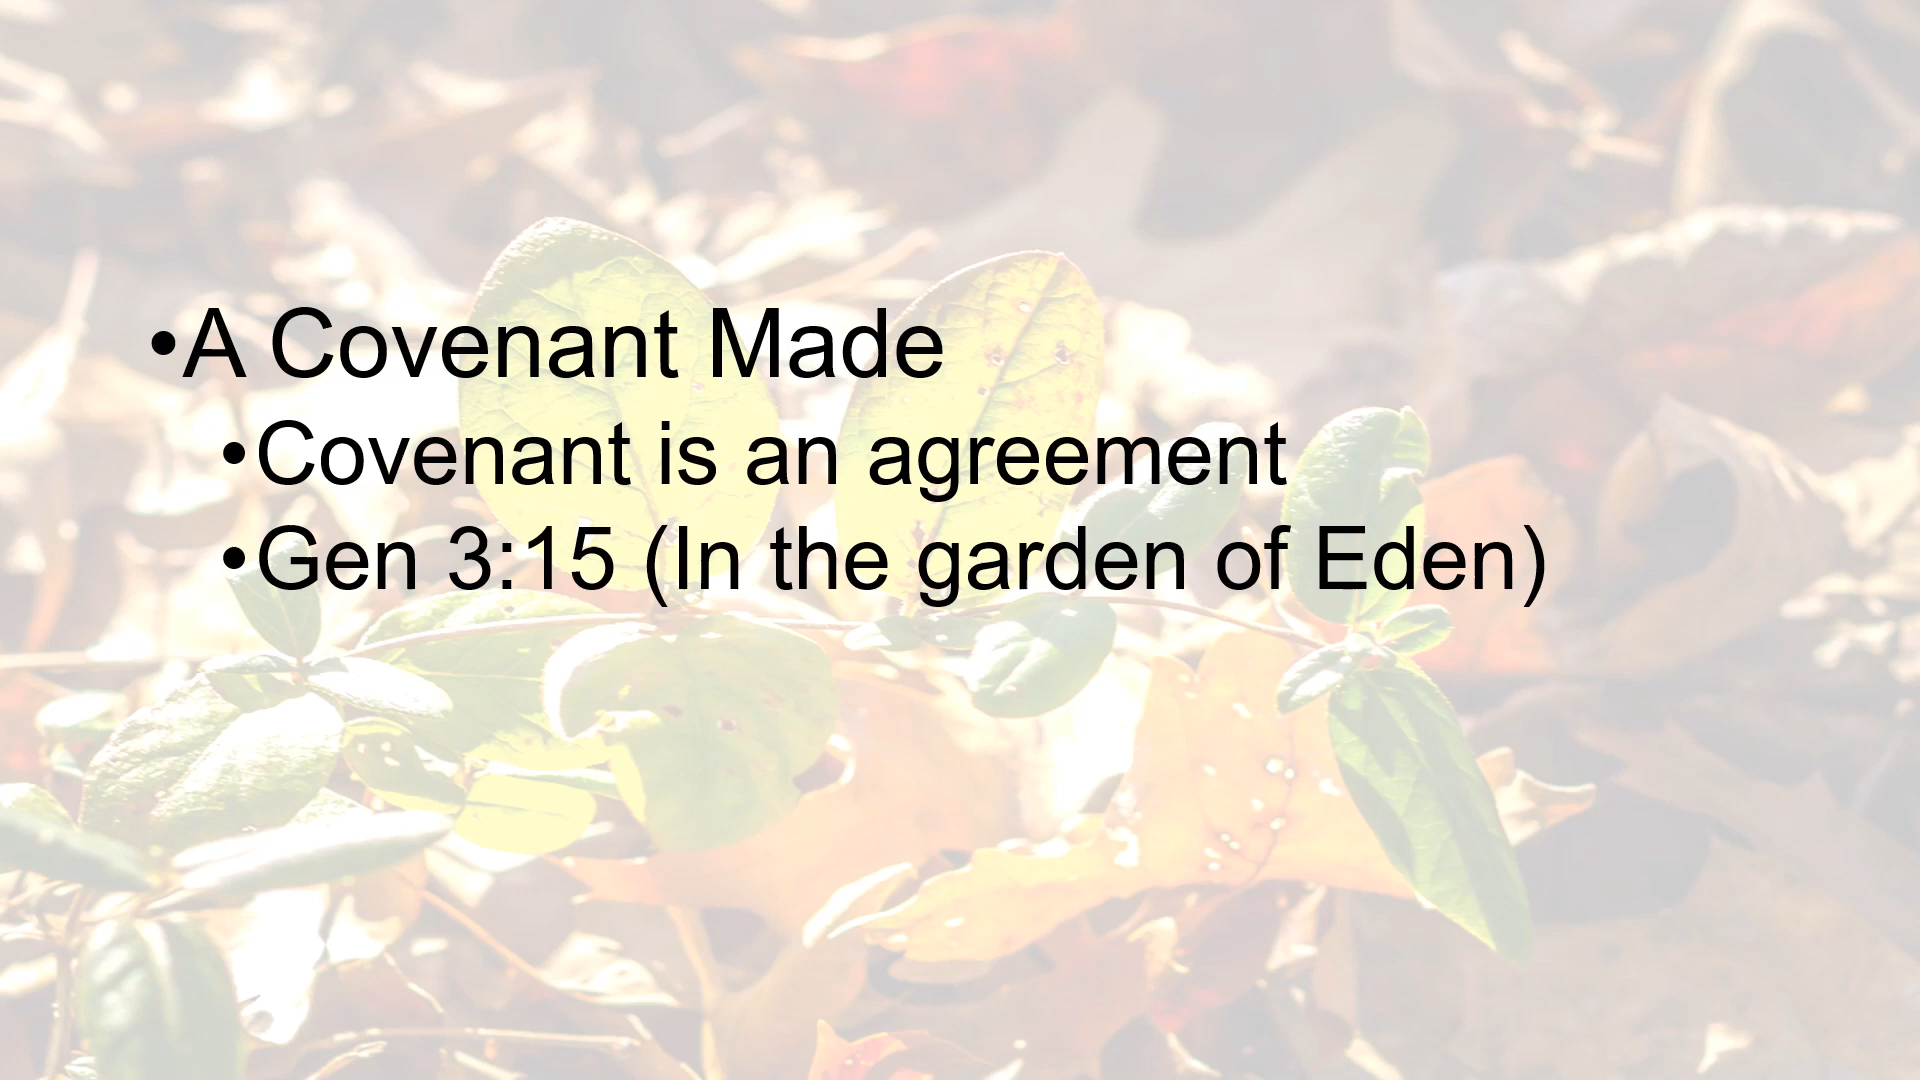 •A Covenant Made
•Covenant is an agreement
•Gen 3:15 (In the garden of Eden)